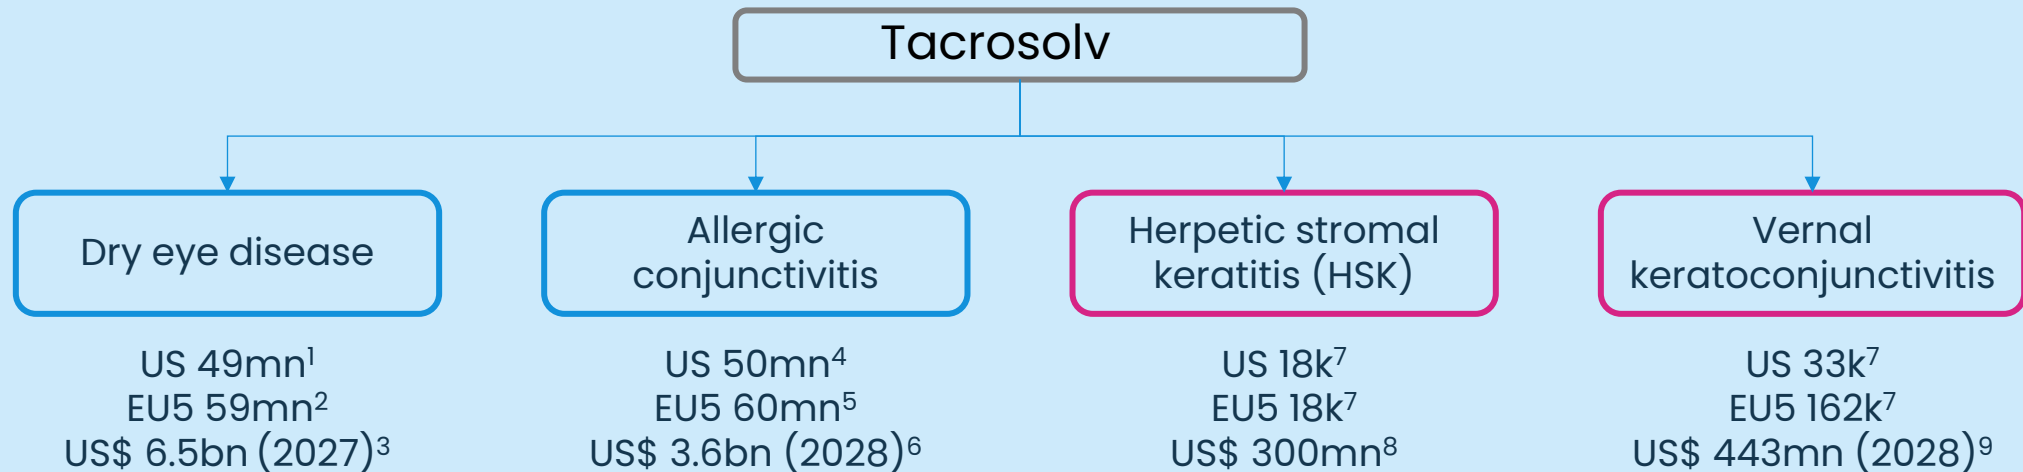 Tacrosolv
Dry eye disease
US 49mn¹
EU5 59mn²
US$ 6.5bn (2027)³
Allergic
conjunctivitis
US 50mn⁴
EU5 60mn⁵
US$ 3.6bn (2028)⁶
Herpetic stromal
keratitis (HSK)
US 18k⁷
EU5 18k⁷
US$ 300mn⁸
Vernal
keratoconjunctivitis
US 33k⁷
EU5 162k⁷
US$ 443mn (2028)⁹